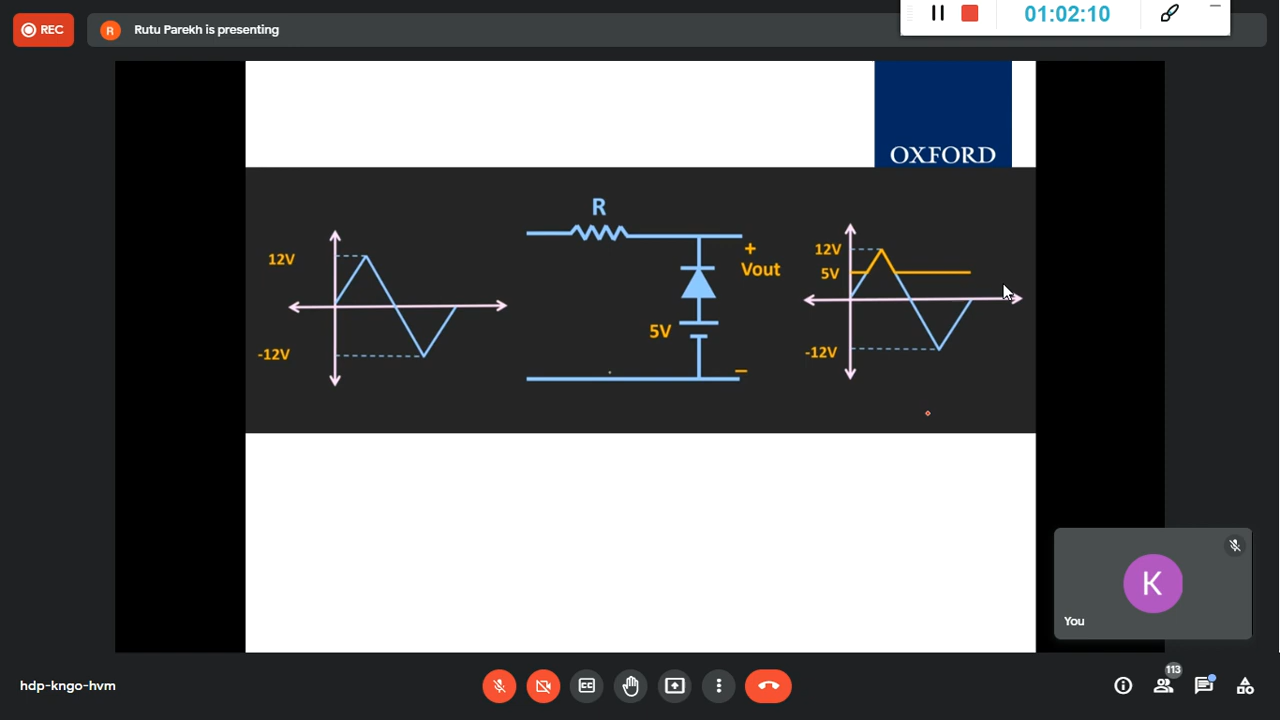 REC
R
Rutu Parekh is presenting
01:02:10
OXFORD
12V
-12V
R
+
Vout
5V
−
12V
5V
-12V
K
You
hdp-kngo-hvm
CC
113